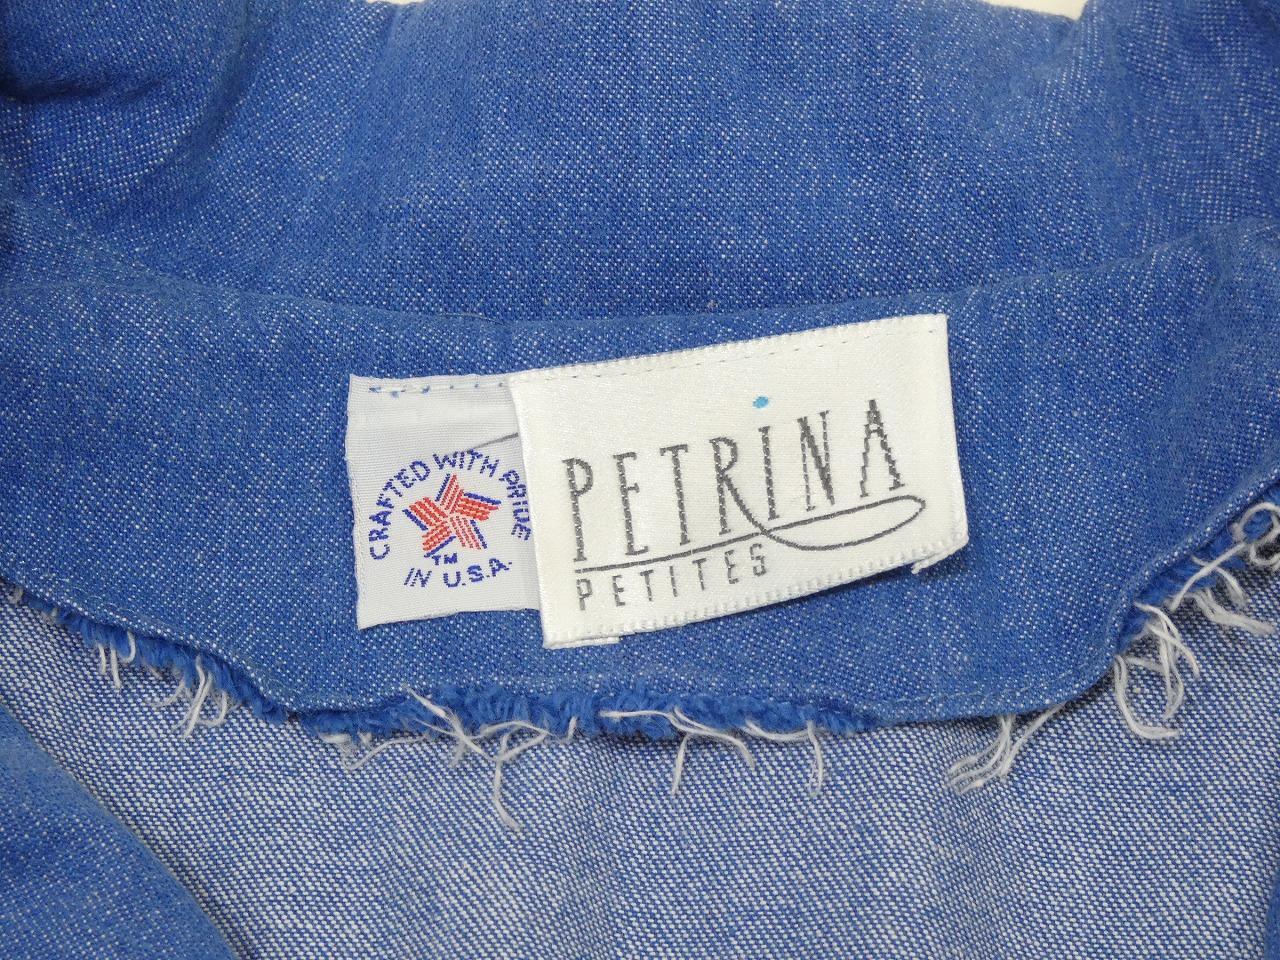 CRAFTED WITH PRIDE
TM
IN U.S.A.
PETRiNA
PETITES